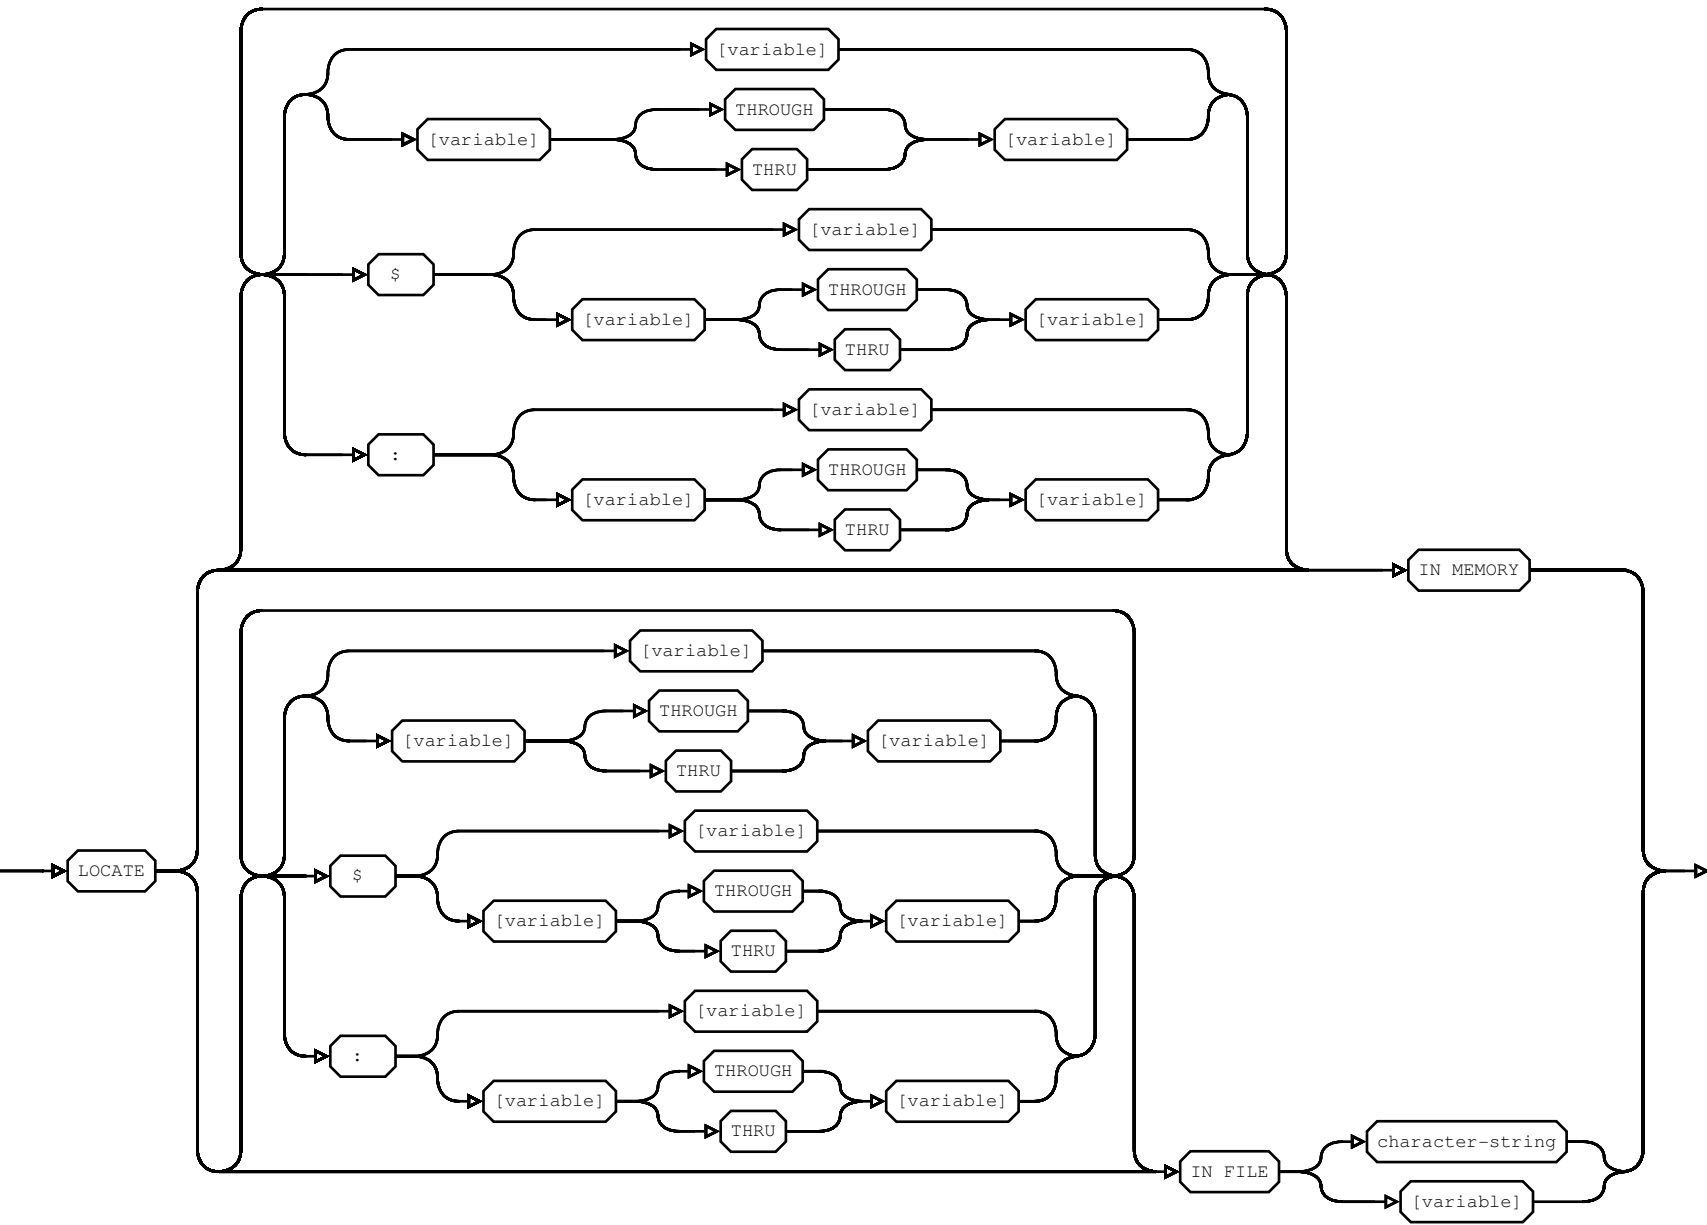 [variable]
THROUGH
[variable] [variable]
THRU
[variable]
$
THROUGH
[variable] [variable]
THRU
[variable]
:
THROUGH
[variable] [variable]
THRU
IN MEMORY
[variable]
THROUGH
[variable] [variable]
THRU
[variable]
LOCATE $
THROUGH
[variable] [variable]
THRU
[variable]
:
THROUGH
[variable] [variable]
THRU
character-string
IN FILE
[variable]